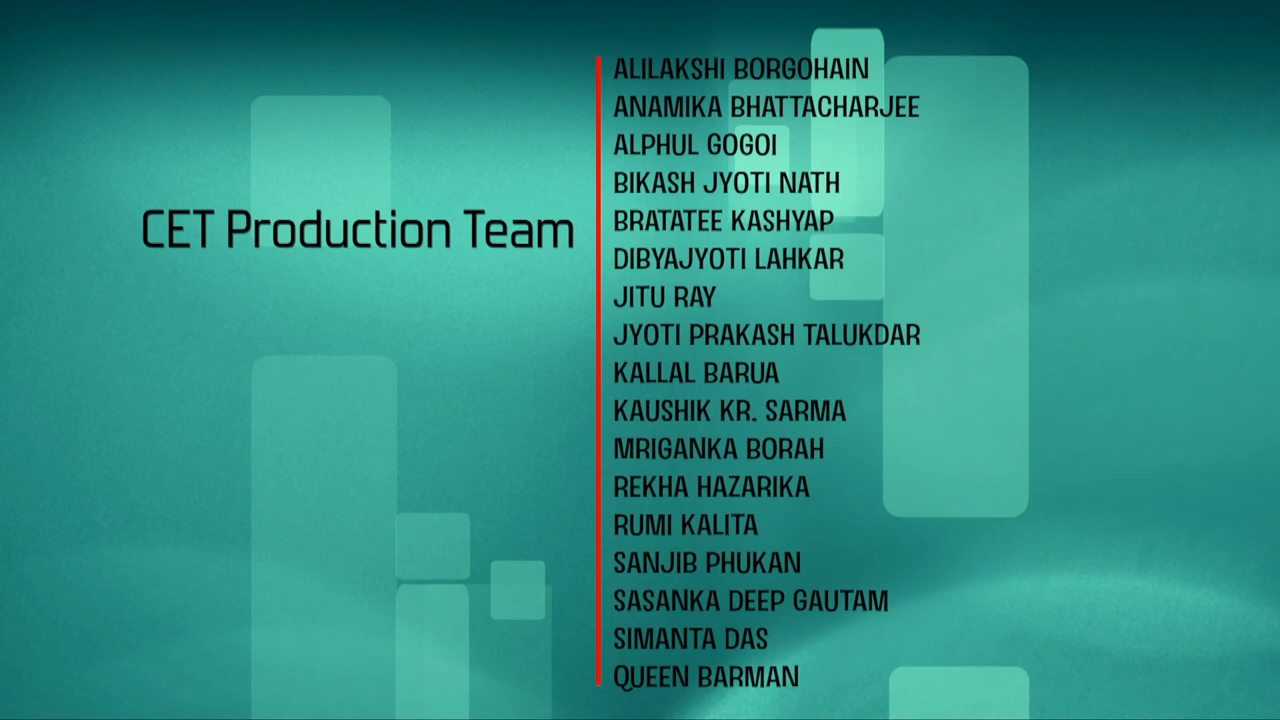 CET Production Team
ALILAKSHI BORGOHAIN
ANAMIKA BHATTACHARJEE
ALPHUL GOGOI
BIKASH JYOTI NATH
BRATATEE KASHYAP
DIBYAJYOTI LAHKAR
JITU RAY
JYOTI PRAKASH TALUKDAR
KALLAL BARUA
KAUSHIK KR. SARMA
MRIGANKA BORAH
REKHA HAZARIKA
RUMI KALITA
SANJIB PHUKAN
SASANKA DEEP GAUTAM
SIMANTA DAS
QUEEN BARMAN